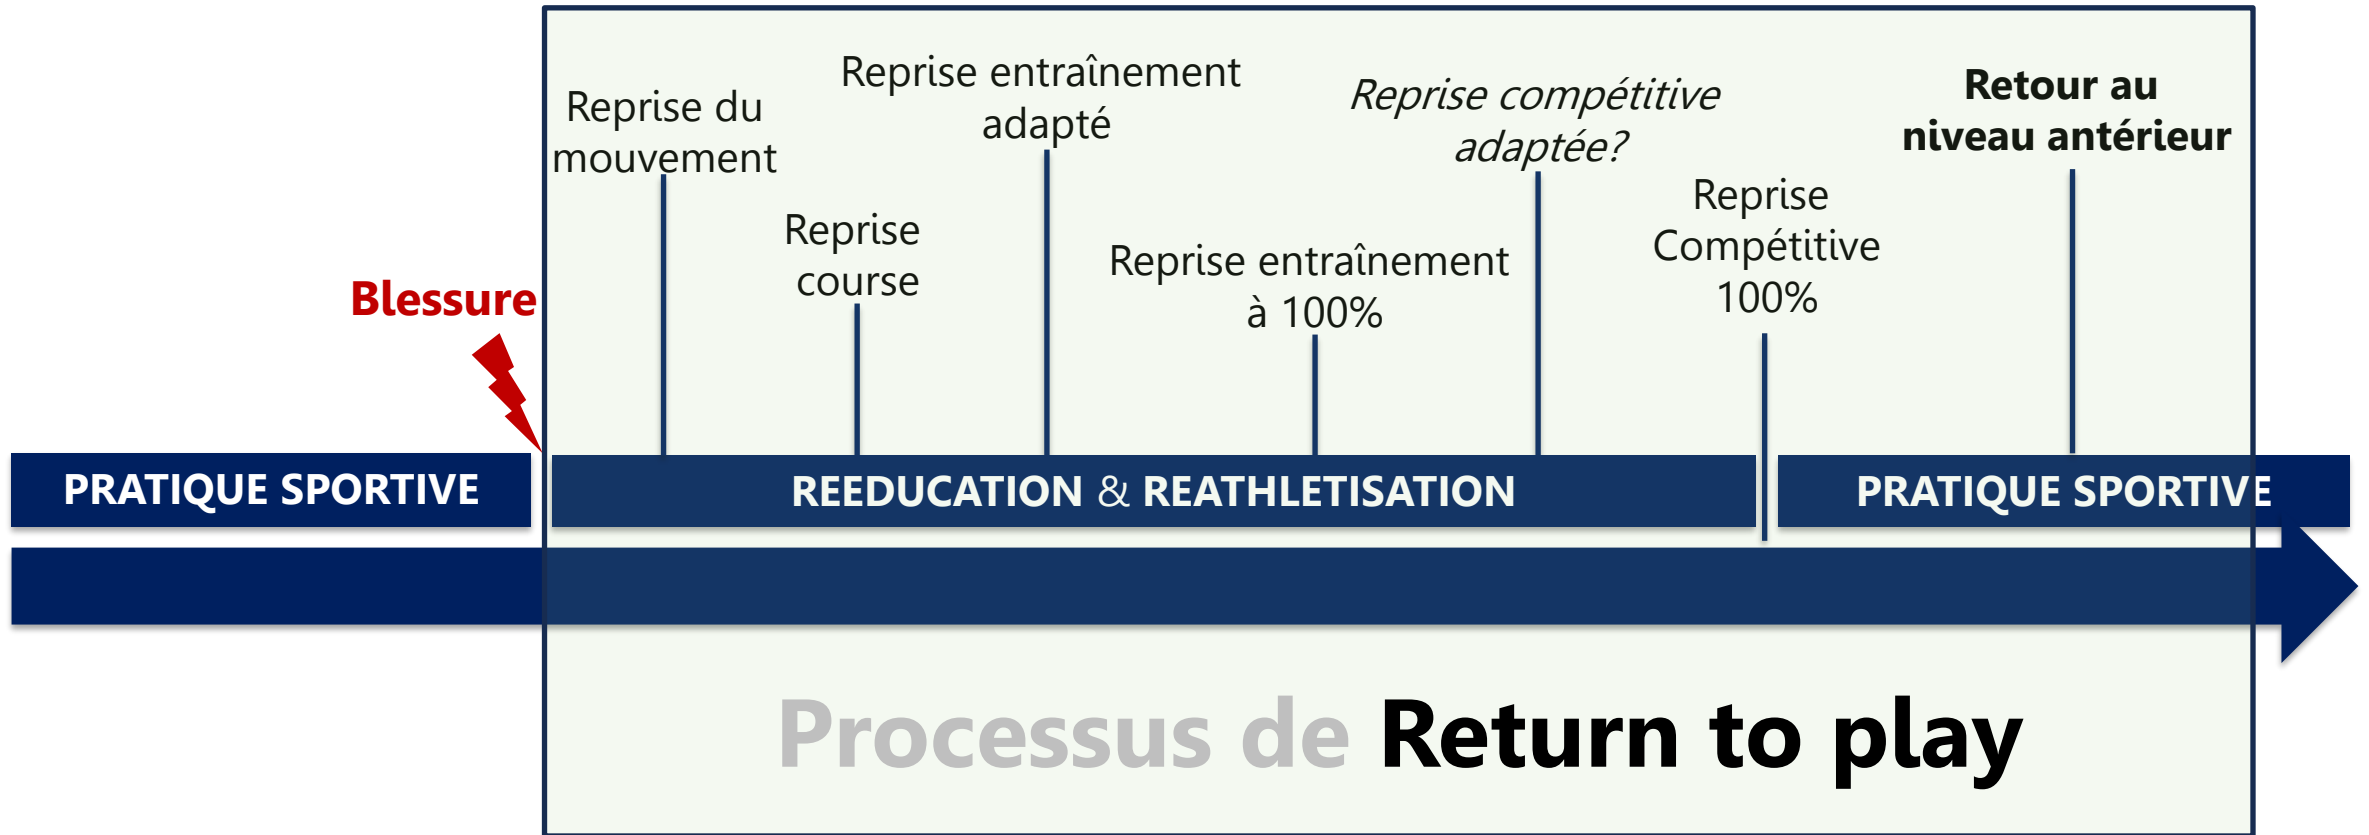 Reprise du
mouvement
Reprise
course
Reprise entraînement
adapté
Reprise entraînement
à 100%
Reprise compétitive
adaptée?
Reprise
Compétitive
100%
Retour au
niveau antérieur
Blessure
PRATIQUE SPORTIVE
REEDUCATION & REATHLETISATION
PRATIQUE SPORTIVE
Processus de Return to play